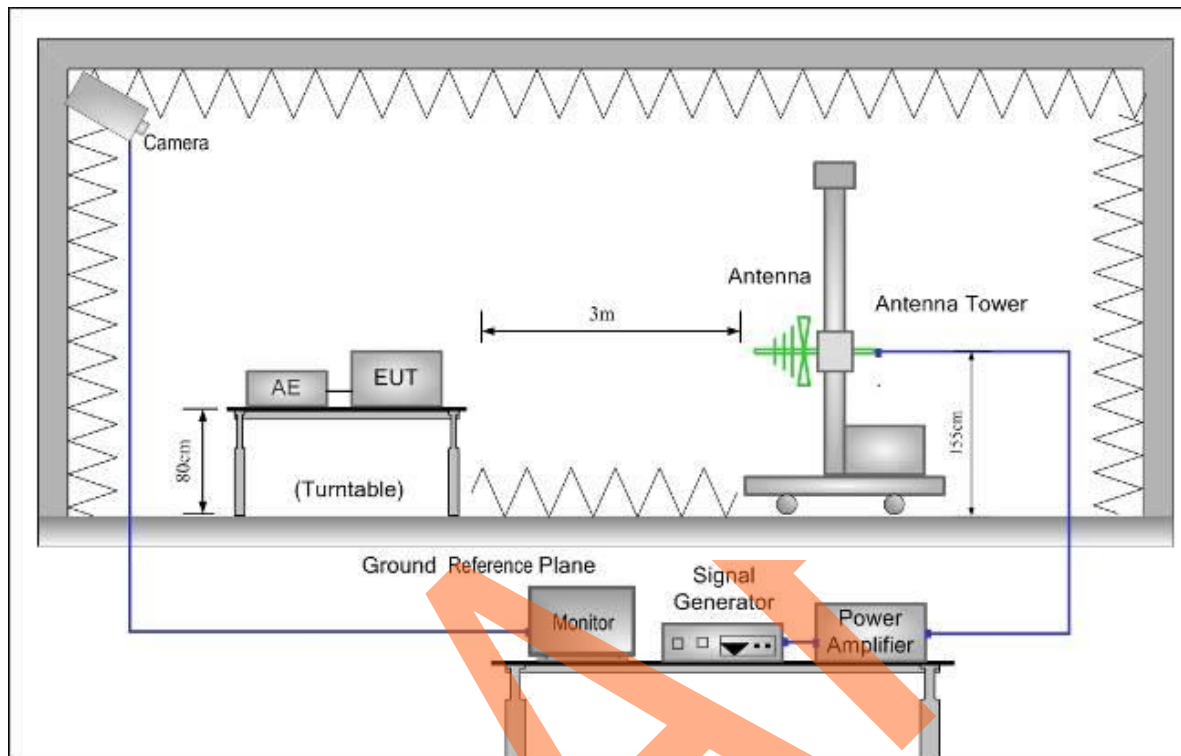 Camera
Antenna
3m
Antenna Tower
AE
EUT
80cm
155cm
(Turntable)
Ground Reference Plane
Signal
Generator
Monitor
Power
Amplifier